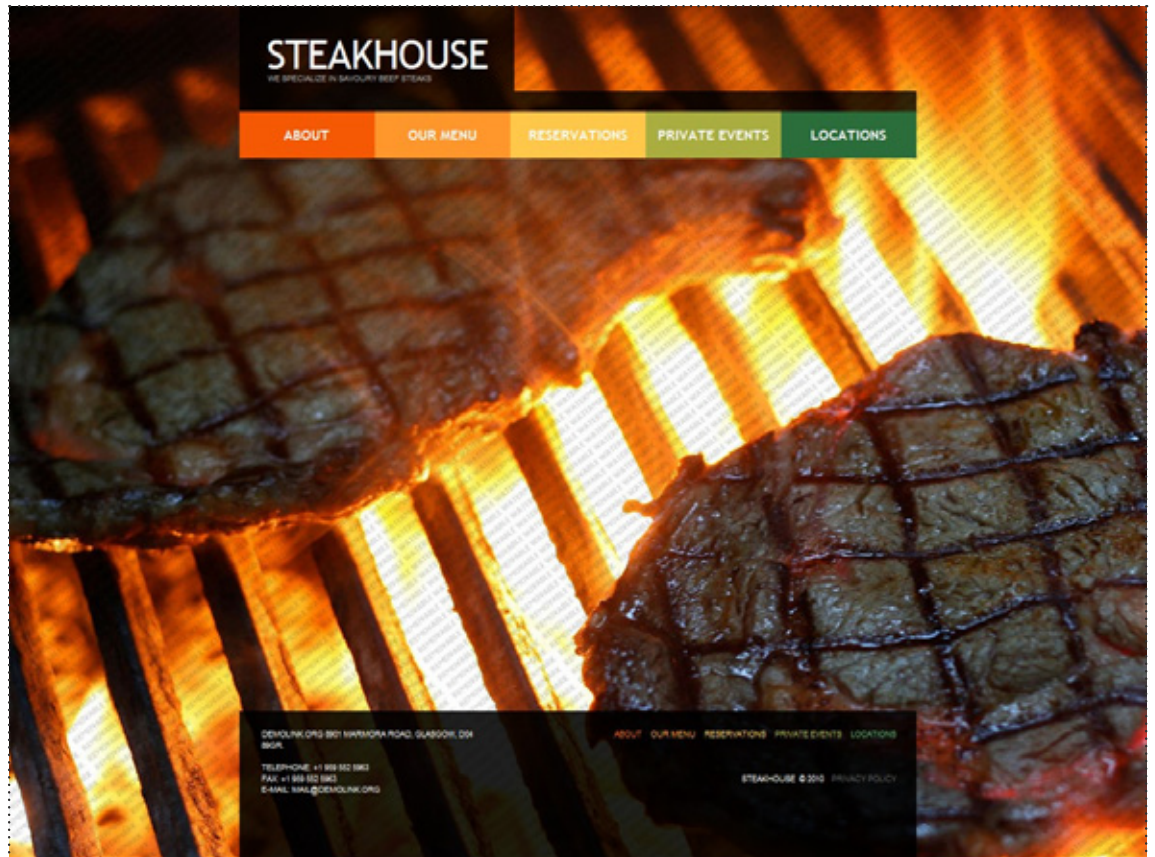 STEAKHOUSE
WE SPECIALIZE IN SAVOURY BEEF STEAKS
ABOUT OUR MENU RESERVATIONS PRIVATE EVENTS LOCATIONS
DEMOLINK.ORG 8901 MARMORA ROAD, GLASGOW, D04
89GR.
TELEPHONE: +1 959 552 5963
FAX: +1 959 552 5963
E-MAIL: MAIL@DEMOLINK.ORG
ABOUT OUR MENU RESERVATIONS PRIVATE EVENTS LOCATIONS
STEAKHOUSE © 2010 PRIVACY POLICY